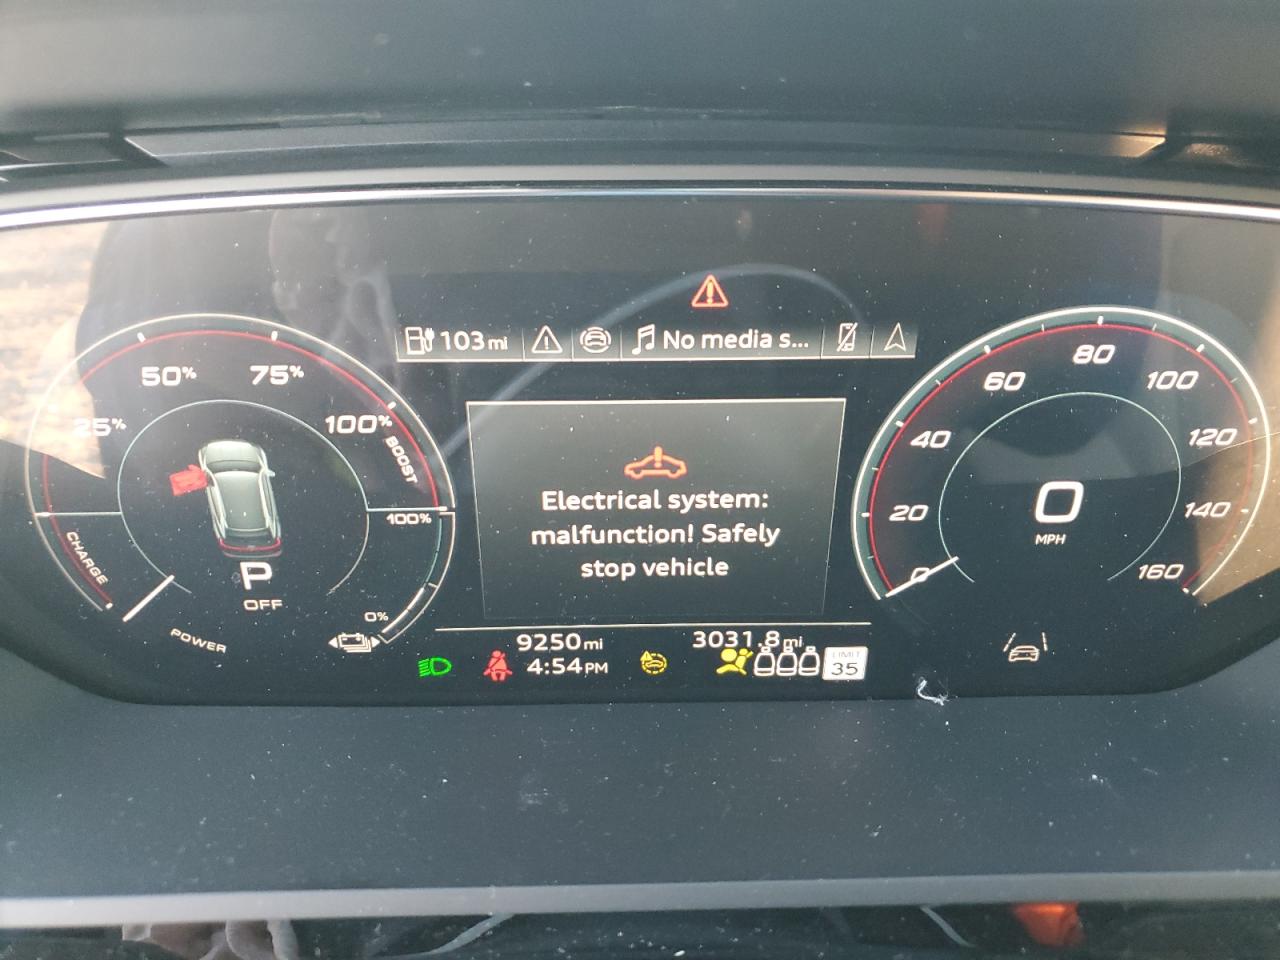 103 mi
No media s...
50%
75%
25%
100%
BOOST
100%
CHARGE
P
OFF
0%
POWER
Electrical system:
malfunction! Safely
stop vehicle
80
60
100
40
120
20
140
0
160
0
MPH
9250 mi
3031.8 mi
4:54 PM
LIMIT
35